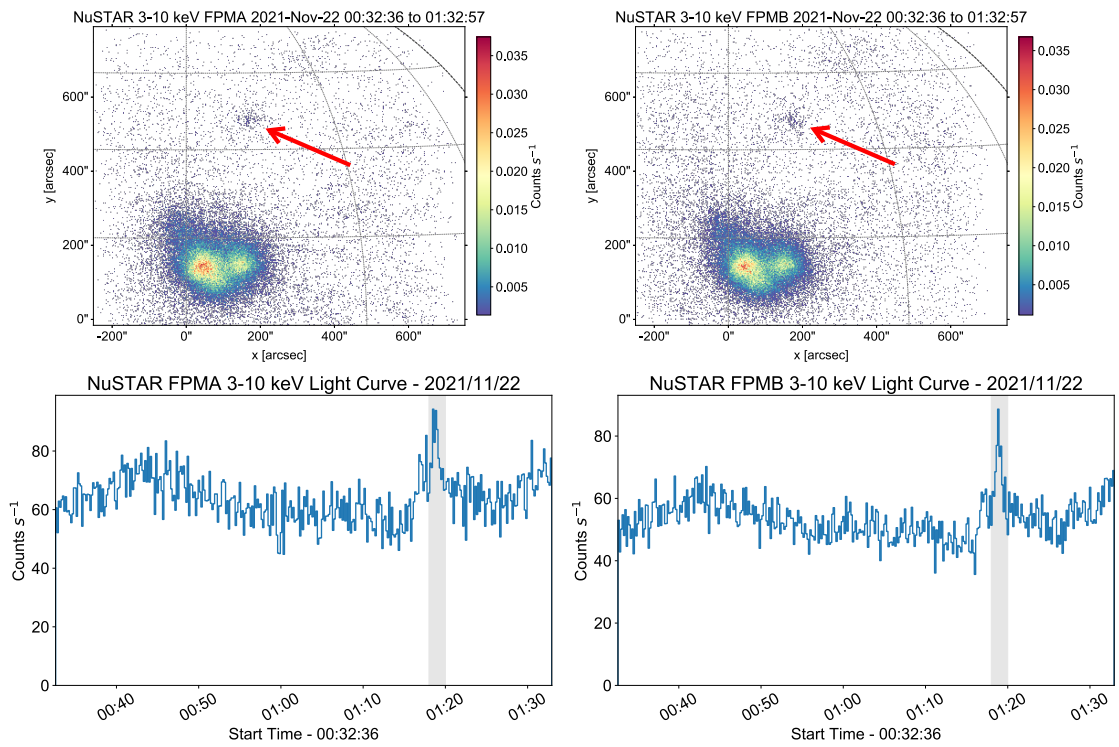 NuSTAR 3-10 keV FPMA 2021-Nov-22 00:32:36 to 01:32:57
600"
400"
200"
0"
y [arcsec]
-200" 0" 200" 400" 600"
x [arcsec]
0.035
0.030
0.025
0.020
0.015
0.010
0.005
Counts s⁻¹
NuSTAR 3-10 keV FPMB 2021-Nov-22 00:32:36 to 01:32:57
600"
400"
200"
0"
y [arcsec]
-200" 0" 200" 400" 600"
x [arcsec]
0.035
0.030
0.025
0.020
0.015
0.010
0.005
Counts s⁻¹
NuSTAR FPMA 3-10 keV Light Curve - 2021/11/22
80
60
40
20
0
Counts s⁻¹
00:40 00:50 01:00 01:10 01:20 01:30
Start Time - 00:32:36
NuSTAR FPMB 3-10 keV Light Curve - 2021/11/22
80
60
40
20
0
Counts s⁻¹
00:40 00:50 01:00 01:10 01:20 01:30
Start Time - 00:32:36